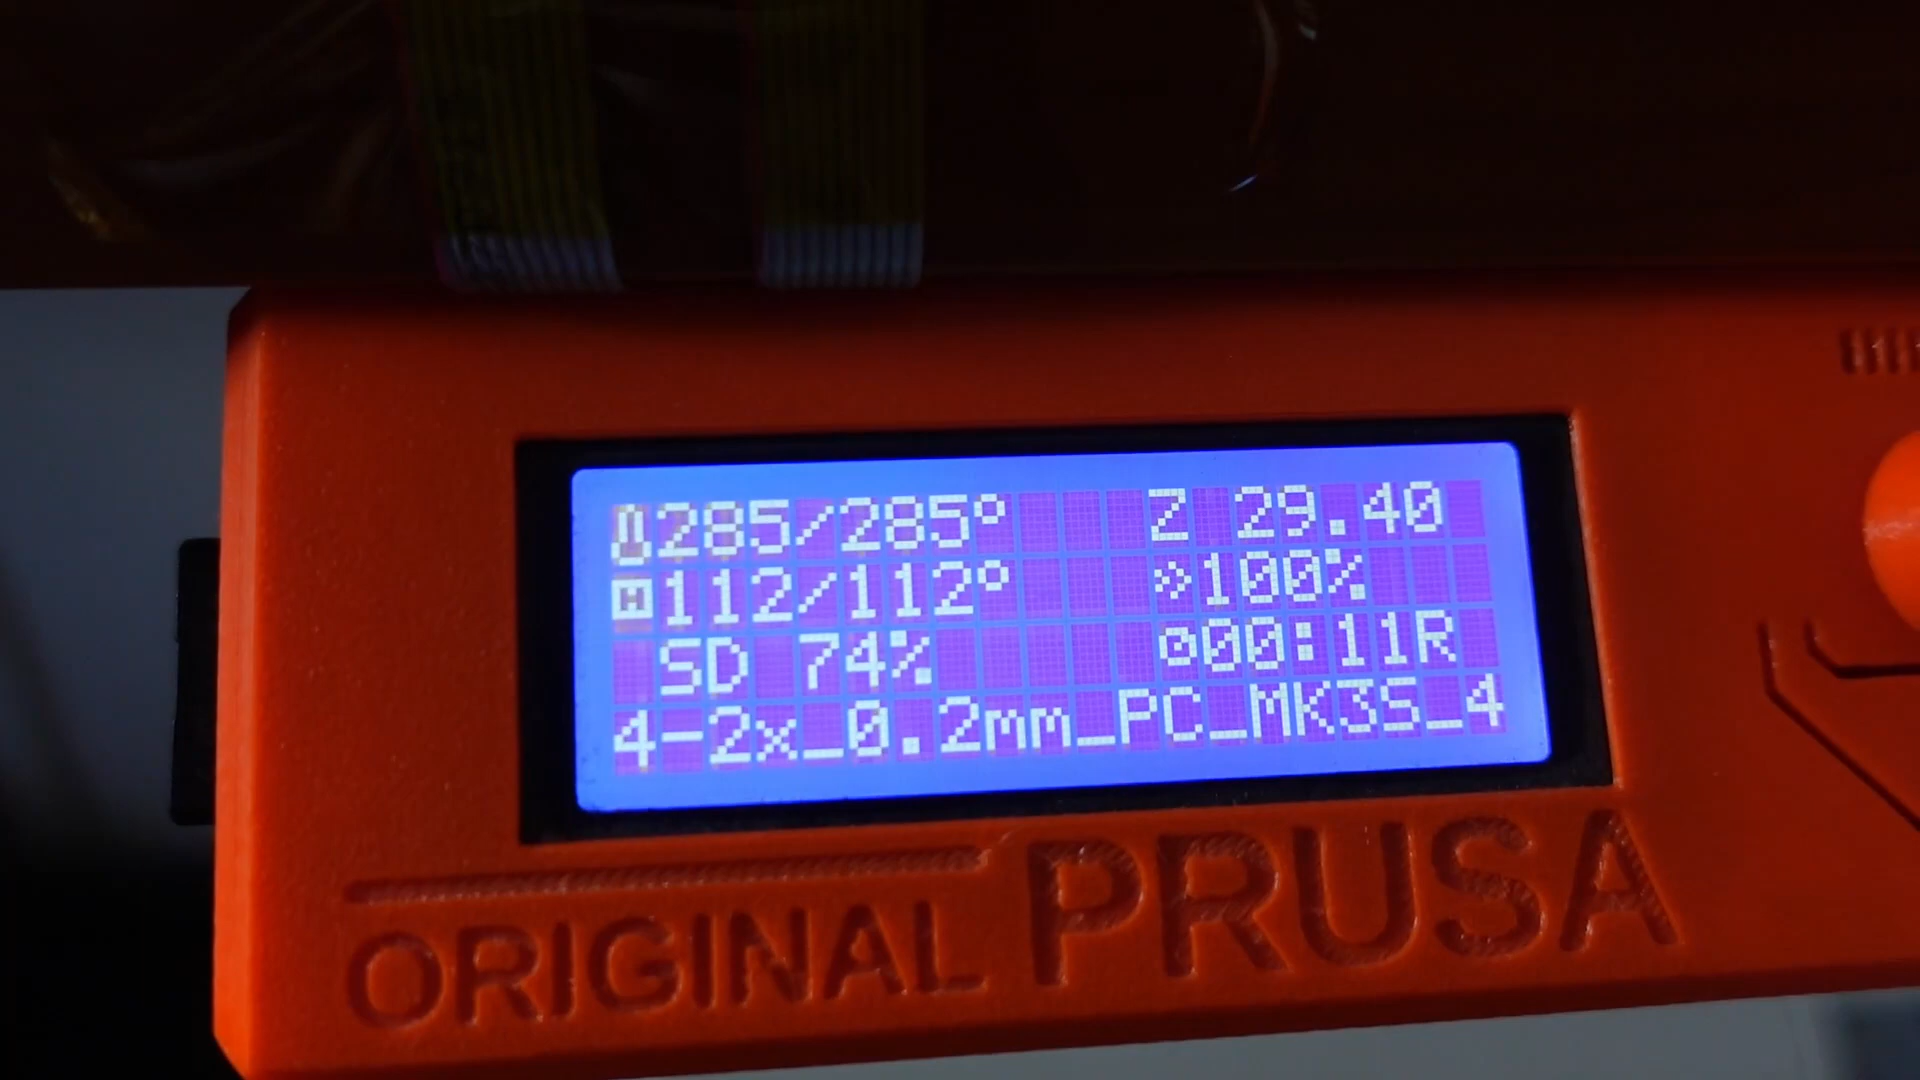 285/285° Z 29.40
112/112° 100%
SD 74% 00:11R
4-2x_0.2mm_PC_MK3S_4
ORIGINAL PRUSA